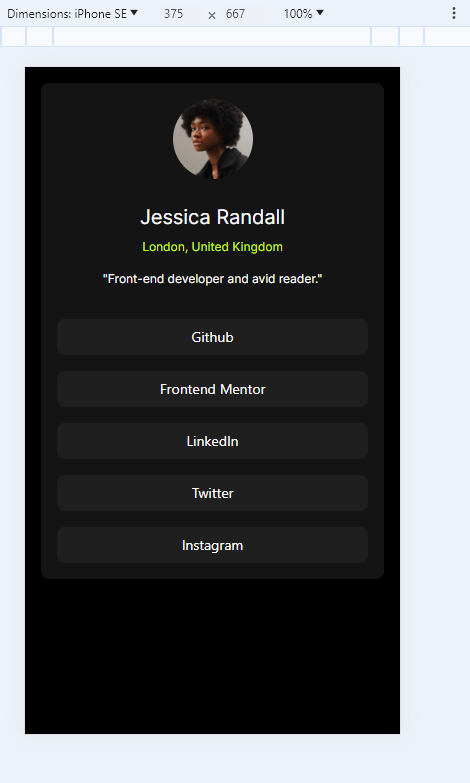 Dimensions: iPhone SE 375 × 667 100%
Jessica Randall
London, United Kingdom
"Front-end developer and avid reader."
Github
Frontend Mentor
LinkedIn
Twitter
Instagram